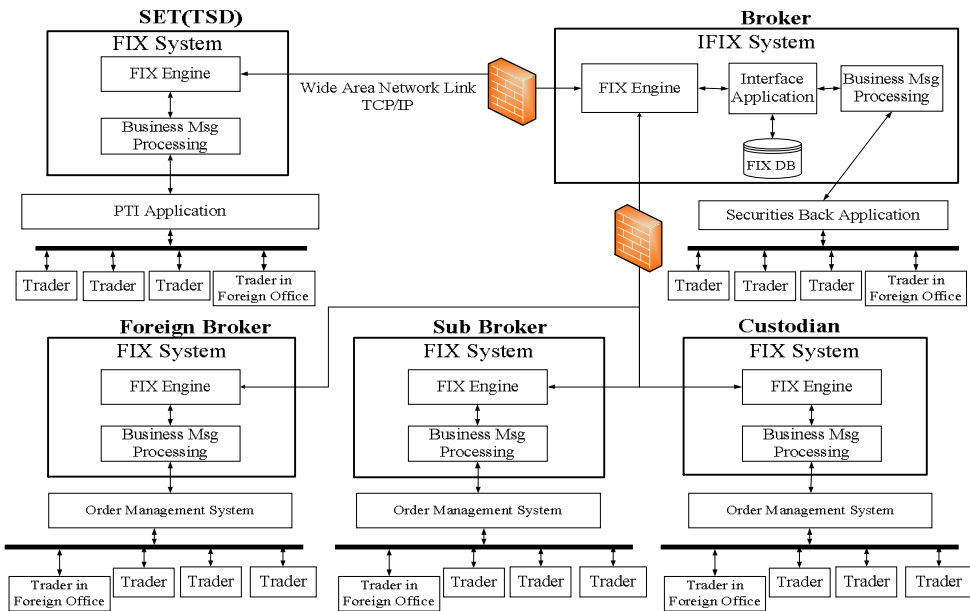 SET(TSD)
FIX System
FIX Engine
Business Msg
Processing
PTI Application
Trader
Trader
Trader
Trader in
Foreign Office
Wide Area Network Link
TCP/IP
Broker
IFIX System
FIX Engine
Interface
Application
Business Msg
Processing
FIX DB
Securities Back Application
Trader
Trader
Trader
Trader in
Foreign Office
Foreign Broker
FIX System
FIX Engine
Business Msg
Processing
Order Management System
Trader in
Foreign Office
Trader
Trader
Trader
Sub Broker
FIX System
FIX Engine
Business Msg
Processing
Order Management System
Trader in
Foreign Office
Trader
Trader
Trader
Custodian
FIX System
FIX Engine
Business Msg
Processing
Order Management System
Trader in
Foreign Office
Trader
Trader
Trader